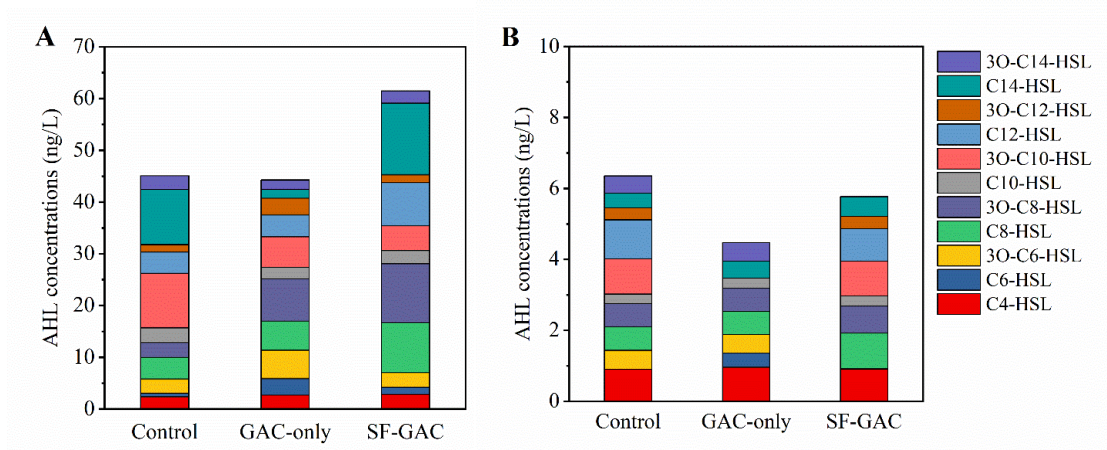 A
AHL concentrations (ng/L)
70
60
50
40
30
20
10
0
Control GAC-only SF-GAC
B
AHL concentrations (ng/L)
10
8
6
4
2
0
Control GAC-only SF-GAC
3O-C14-HSL
C14-HSL
3O-C12-HSL
C12-HSL
3O-C10-HSL
C10-HSL
3O-C8-HSL
C8-HSL
3O-C6-HSL
C6-HSL
C4-HSL